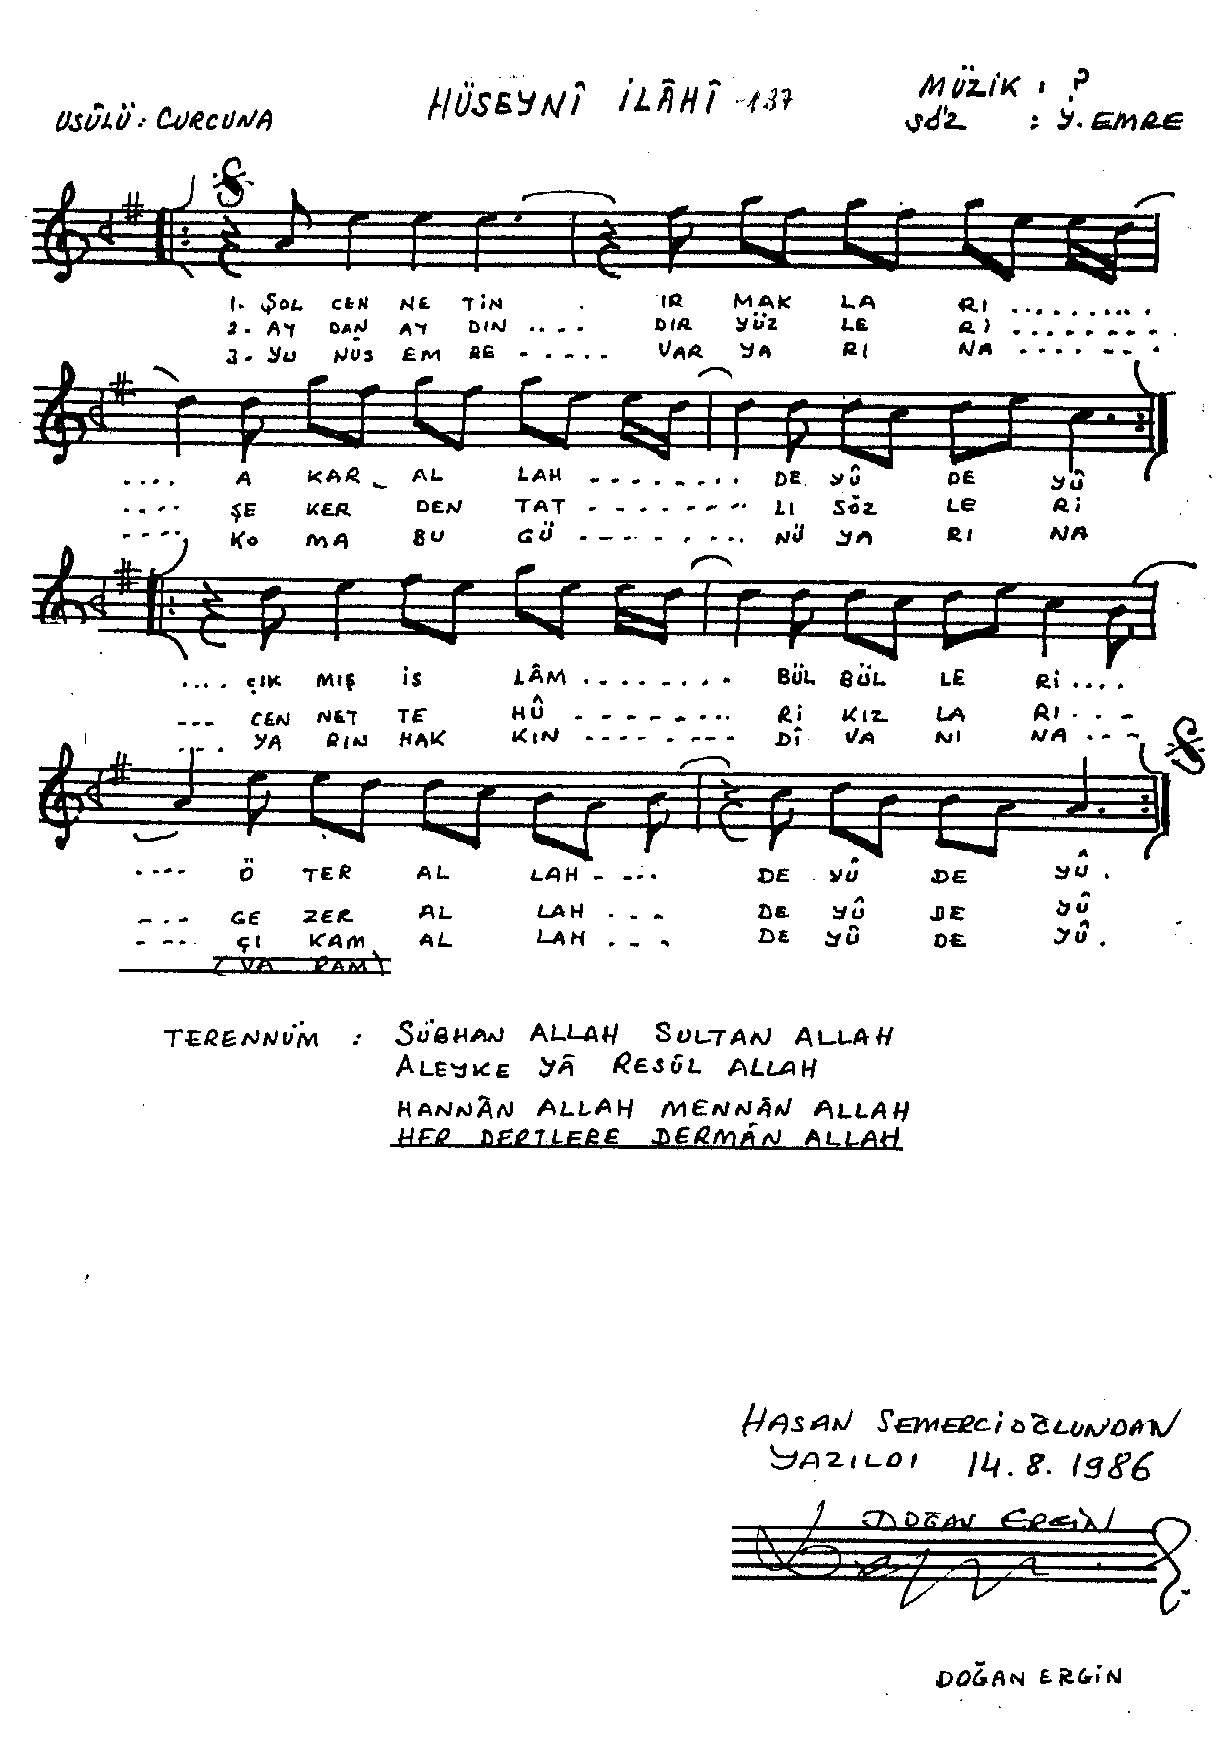 HÜSEYNÎ İLÂHÎ -137
MÜZİK : ?
USÛLÜ : CURCUNA
SÖZ : Y. EMRE
1- ŞOL CEN NE TİN . IR MAK LA RI ...........
2- AY DAN AY DIN .... DIR YÜZ LE Rİ ...........
3- YU NÛS EM RE ...... VAR YA RI NA ..........
.... A KAR AL LAH ......... DE YÛ DE YÛ
.... ŞE KER DEN TAT ......... LI SÖZ LE Rİ
..... KO MA BU GÜ ......... NÜ YA RI NA
.... ÇIK MIŞ İS LÂM ......... BÜL BÜL LE Rİ ....
--- CEN NET TE HÛ ......... Rİ KIZ LA RI ...
.... YA RIN HAK KIN ......... DÎ VA NI NA ....
.... Ö TER AL LAH .... DE YÛ DE YÛ .
.... GE ZER AL LAH ... DE YÛ DE YÛ
.... ÇI KAM AL LAH ... DE YÛ DE YÛ .
(VA RAM)
TERENNÜM : SÜBHAN ALLAH SULTAN ALLAH
ALEYKE YÂ RESÛL ALLAH
HANNÂN ALLAH MENNÂN ALLAH
HER DERTLERE DERMÂN ALLAH
HASAN SEMERCİOĞLUNDAN
YAZILDI 14.8.1986
DOĞAN ERGİN
DOĞAN ERGİN